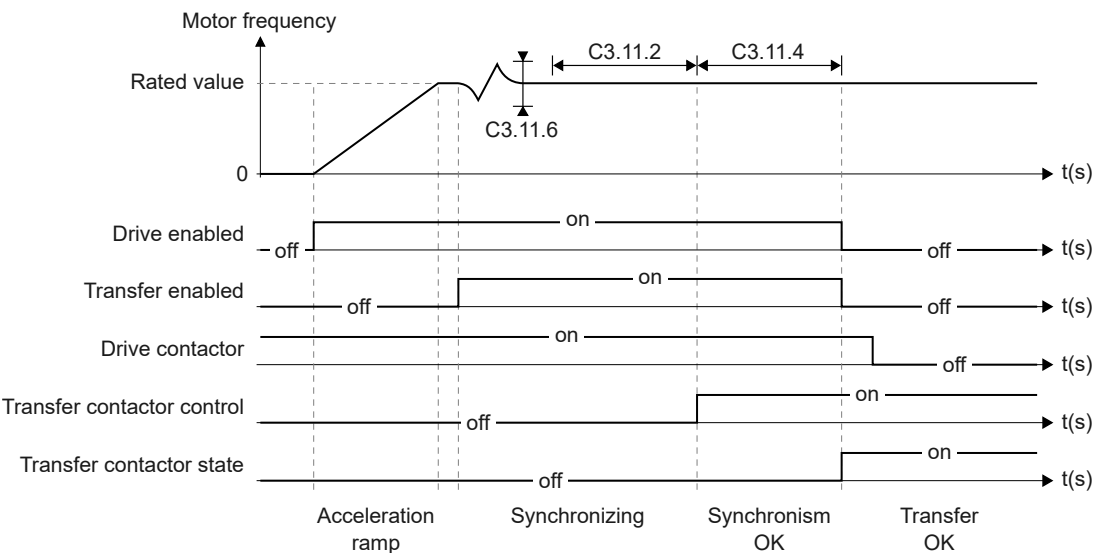 Motor frequency
Rated value
C3.11.2
C3.11.4
C3.11.6
0
t(s)
Drive enabled
off
on
off
t(s)
Transfer enabled
off
on
off
t(s)
Drive contactor
on
off
t(s)
Transfer contactor control
off
on
t(s)
Transfer contactor state
off
on
t(s)
Acceleration
ramp
Synchronizing
Synchronism
OK
Transfer
OK